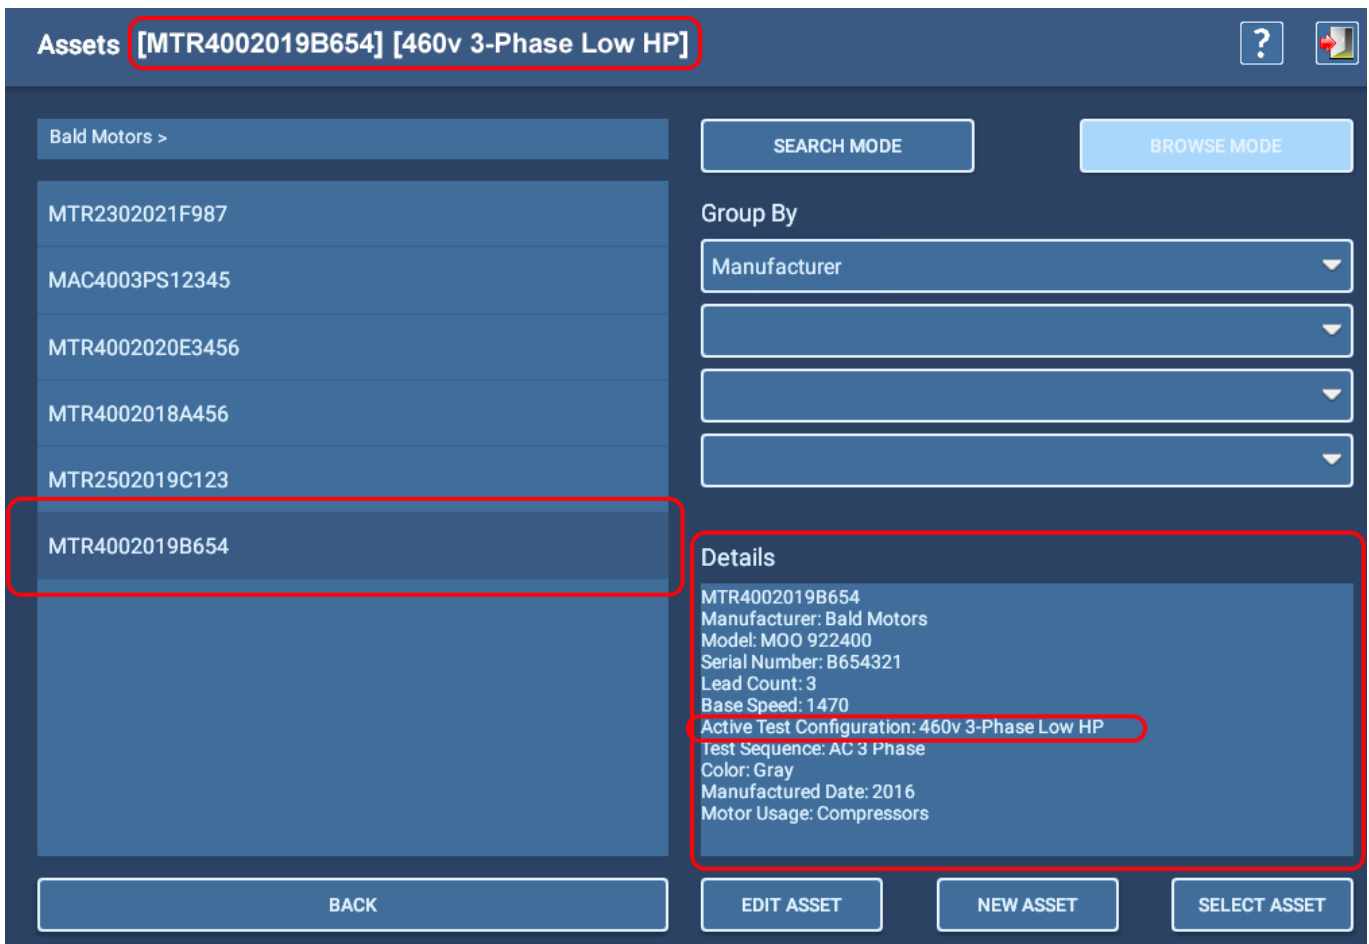 Assets [MTR4002019B654] [460v 3-Phase Low HP]
?
Bald Motors >
MTR2302021F987
MAC4003PS12345
MTR4002020E3456
MTR4002018A456
MTR2502019C123
MTR4002019B654
BACK
SEARCH MODE
BROWSE MODE
Group By
Manufacturer
Details
MTR4002019B654
Manufacturer: Bald Motors
Model: MOO 922400
Serial Number: B654321
Lead Count: 3
Base Speed: 1470
Active Test Configuration: 460v 3-Phase Low HP
Test Sequence: AC 3 Phase
Color: Gray
Manufactured Date: 2016
Motor Usage: Compressors
EDIT ASSET
NEW ASSET
SELECT ASSET